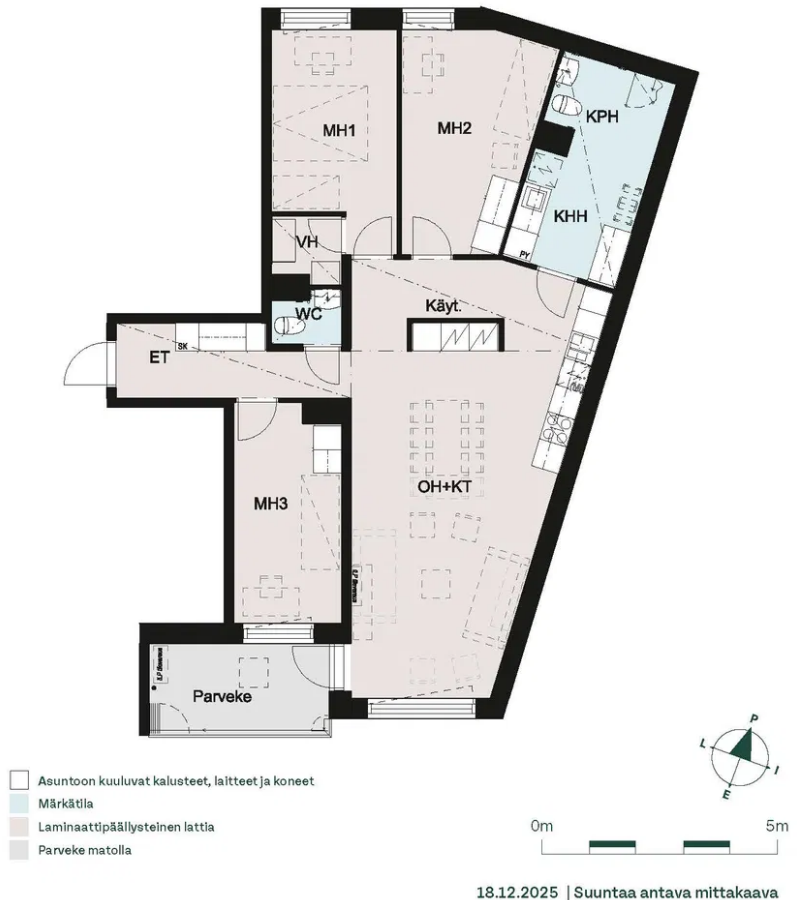 MH1
MH2
KPH
KHH
VH
PY
WC
Käyt.
ET
SK
OH+KT
MH3
Parveke
P
L
I
E
Asuntoon kuuluvat kalusteet, laitteet ja koneet
Märkätila
Laminaattipäällysteinen lattia
Parveke matolla
0m 5m
18.12.2025 | Suuntaa antava mittakaava